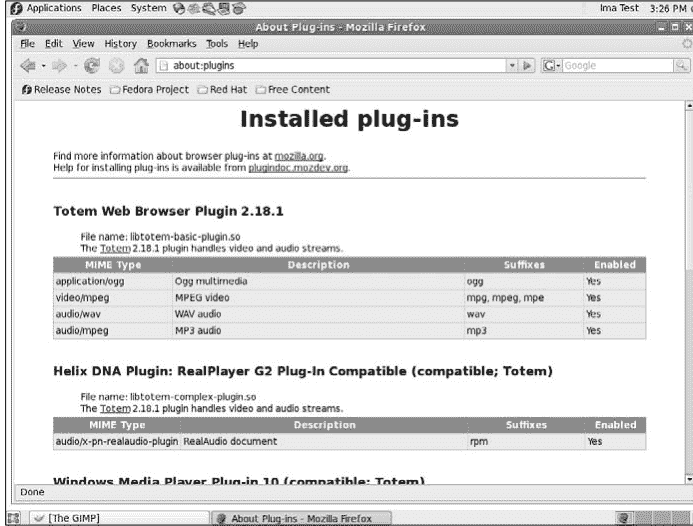 Applications Places System Ima Test 3:26 PM
About Plug-ins - Mozilla Firefox
File Edit View History Bookmarks Tools Help
about:plugins G Google
Release Notes Fedora Project Red Hat Free Content
Installed plug-ins
Find more information about browser plug-ins at mozilla.org.
Help for installing plug-ins is available from plugindoc.mozdev.org.
Totem Web Browser Plugin 2.18.1
File name: libtotem-basic-plugin.so
The Totem 2.18.1 plugin handles video and audio streams.
MIME Type Description Suffixes Enabled
application/ogg Ogg multimedia ogg Yes
video/mpeg MPEG video mpg, mpeg, mpe Yes
audio/wav WAV audio wav Yes
audio/mpeg MP3 audio mp3 Yes
Helix DNA Plugin: RealPlayer G2 Plug-In Compatible (compatible; Totem)
File name: libtotem-complex-plugin.so
The Totem 2.18.1 plugin handles video and audio streams.
MIME Type Description Suffixes Enabled
audio/x-pn-realaudio-plugin RealAudio document rpm Yes
Windows Media Player Plug-in 10 (compatible; Totem)
Done
[The GIMP] About Plug-ins - Mozilla Firefox